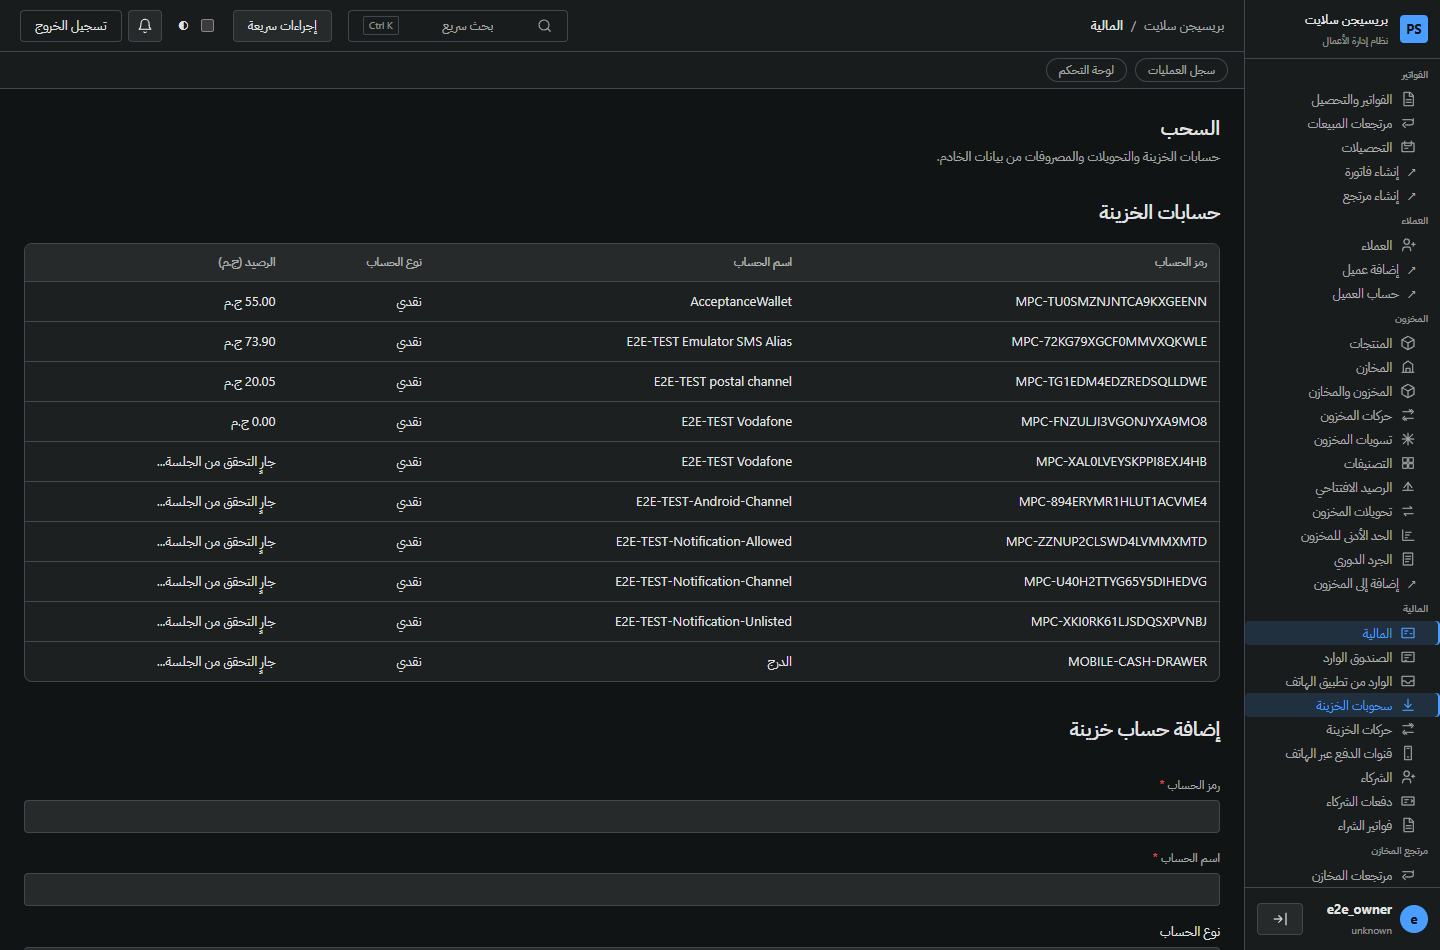 PS
بريسيجن سلايت
نظام إدارة الأعمال
بريسيجن سلايت / المالية
بحث سريع Ctrl K
إجراءات سريعة
تسجيل الخروج
سجل العمليات
لوحة التحكم
الفواتير
الفواتير والتحصيل
مرتجعات المبيعات
التحصيلات
إنشاء فاتورة
إنشاء مرتجع
العملاء
العملاء
إضافة عميل
حساب العميل
المخزون
المنتجات
المخازن
المخزون والمخازن
حركات المخزون
تسويات المخزون
التصنيفات
الرصيد الافتتاحي
تحويلات المخزون
الحد الأدنى للمخزون
الجرد الدوري
إضافة إلى المخزون
المالية
المالية
الصندوق الوارد
الوارد من تطبيق الهاتف
سحوبات الخزينة
حركات الخزينة
قنوات الدفع عبر الهاتف
الشركاء
دفعات الشركاء
فواتير الشراء
مرتجع المخازن
مرتجعات المخازن
e2e_owner
unknown
e
السحب
حسابات الخزينة والتحويلات والمصروفات من بيانات الخادم.
حسابات الخزينة
رمز الحساب اسم الحساب نوع الحساب الرصيد (ج.م)
MPC-TU0SMZNJNTCA9KXGEENN AcceptanceWallet نقدي 55.00 ج.م
MPC-72KG79XGCF0MMVXQKWLE E2E-TEST Emulator SMS Alias نقدي 73.90 ج.م
MPC-TG1EDM4EDZREDSQLLDWE E2E-TEST postal channel نقدي 20.05 ج.م
MPC-FNZULJI3VGONJYXA9MO8 E2E-TEST Vodafone نقدي 0.00 ج.م
MPC-XAL0LVEYSKPPI8EXJ4HB E2E-TEST Vodafone نقدي جارٍ التحقق من الجلسة...
MPC-894ERYMR1HLUT1ACVME4 E2E-TEST-Android-Channel نقدي جارٍ التحقق من الجلسة...
MPC-ZZNUP2CLSWD4LVMMXMTD E2E-TEST-Notification-Allowed نقدي جارٍ التحقق من الجلسة...
MPC-U40H2TTYG65Y5DIHEDVG E2E-TEST-Notification-Channel نقدي جارٍ التحقق من الجلسة...
MPC-XKI0RK61LJSDQSXPVNBJ E2E-TEST-Notification-Unlisted نقدي جارٍ التحقق من الجلسة...
MOBILE-CASH-DRAWER الدرج نقدي جارٍ التحقق من الجلسة...
إضافة حساب خزينة
رمز الحساب *
اسم الحساب *
نوع الحساب